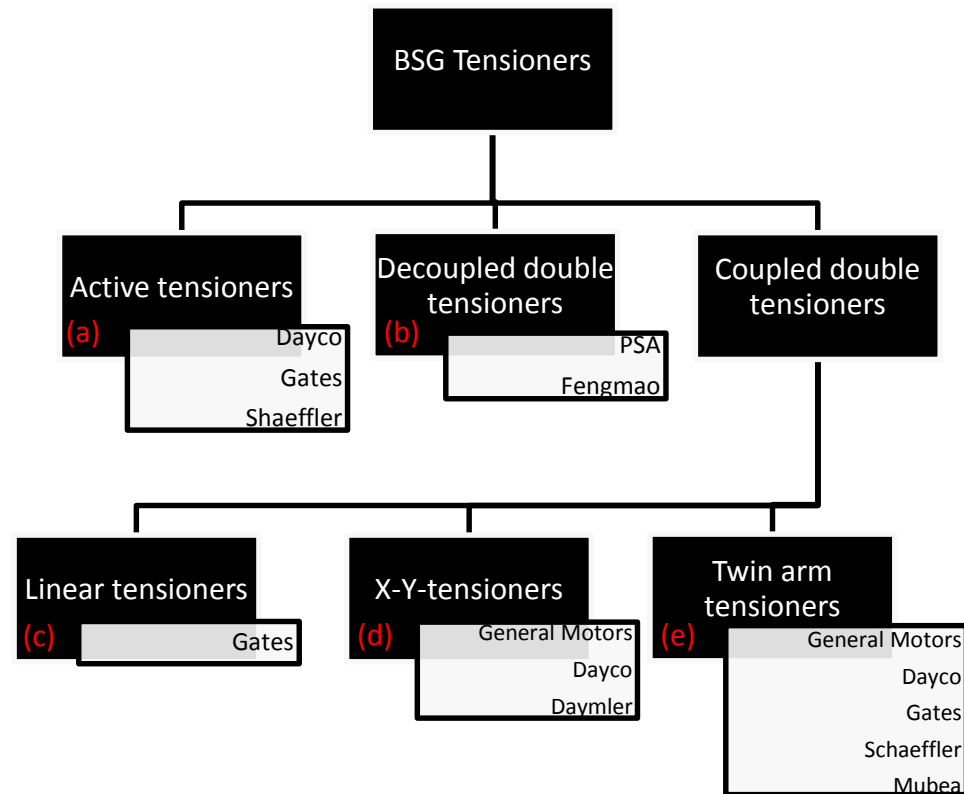 BSG Tensioners
Active tensioners
(a)
Dayco
Gates
Shaeffler
Decoupled double
tensioners
(b)
PSA
Fengmao
Coupled double
tensioners
Linear tensioners
(c)
Gates
X-Y-tensioners
(d)
General Motors
Dayco
Daymler
Twin arm
tensioners
(e)
General Motors
Dayco
Gates
Schaeffler
Mubea